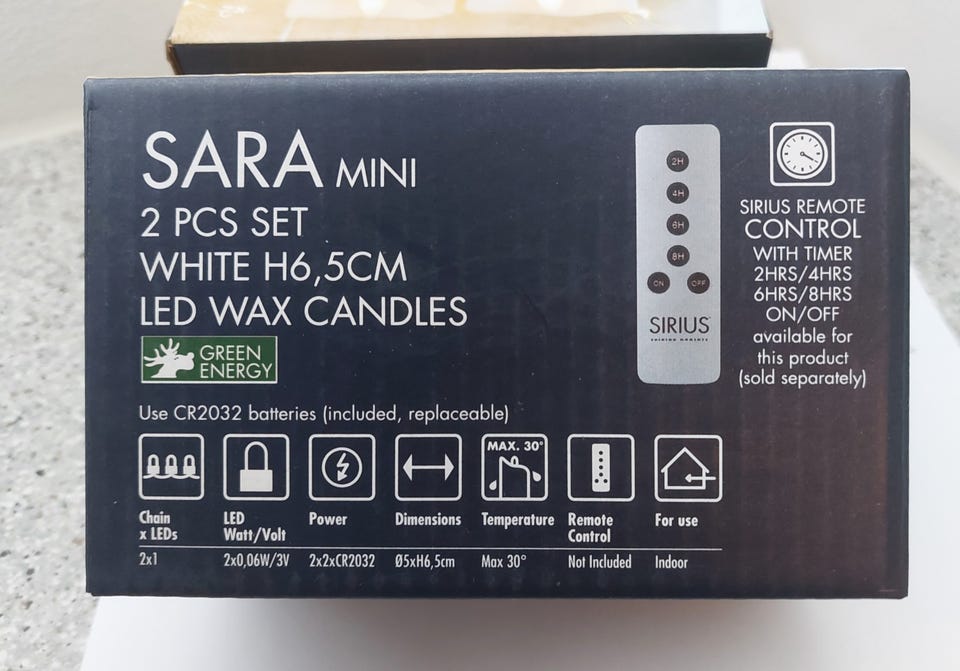 SARA MINI
2 PCS SET
WHITE H6,5CM
LED WAX CANDLES
GREEN
ENERGY
2H
4H
6H
8H
ON OFF
SIRIUS
SIRIUS REMOTE
CONTROL
WITH TIMER
2HRS/4HRS
6HRS/8HRS
ON/OFF
available for
this product
(sold separately)
Use CR2032 batteries (included, replaceable)
MAX. 30°
Chain
x LEDs
LED
Watt/Volt
Power
Dimensions
Temperature
Remote
Control
For use
2x1 2x0,06W/3V 2x2xCR2032 Ø5xH6,5cm Max 30° Not Included Indoor